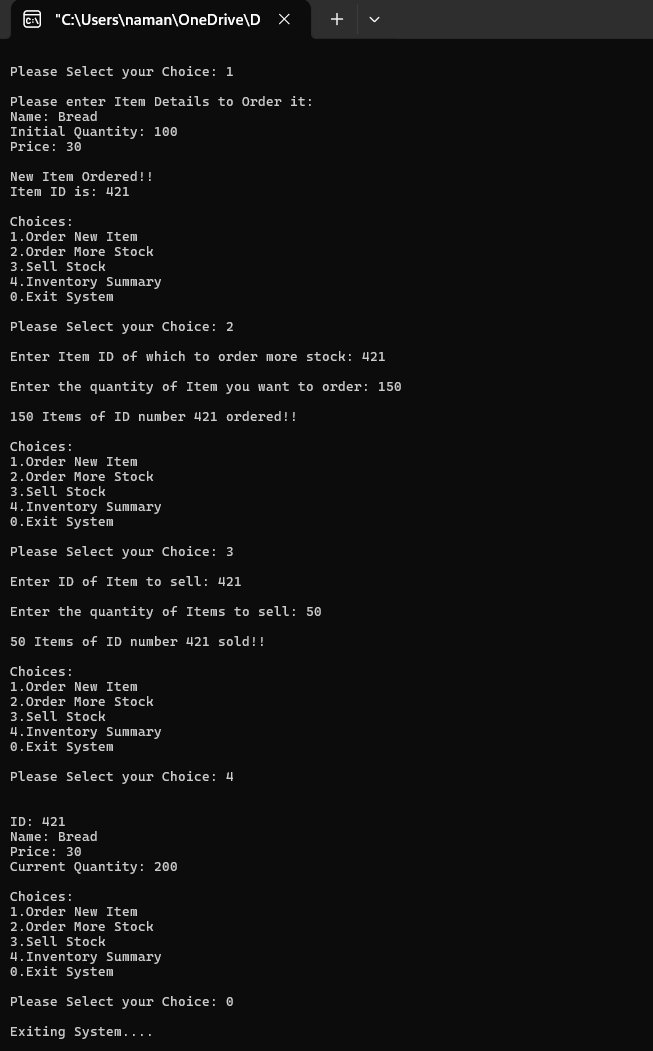 "C:\Users\naman\OneDrive\D
Please Select your Choice: 1
Please enter Item Details to Order it:
Name: Bread
Initial Quantity: 100
Price: 30
New Item Ordered!!
Item ID is: 421
Choices:
1.Order New Item
2.Order More Stock
3.Sell Stock
4.Inventory Summary
0.Exit System
Please Select your Choice: 2
Enter Item ID of which to order more stock: 421
Enter the quantity of Item you want to order: 150
150 Items of ID number 421 ordered!!
Choices:
1.Order New Item
2.Order More Stock
3.Sell Stock
4.Inventory Summary
0.Exit System
Please Select your Choice: 3
Enter ID of Item to sell: 421
Enter the quantity of Items to sell: 50
50 Items of ID number 421 sold!!
Choices:
1.Order New Item
2.Order More Stock
3.Sell Stock
4.Inventory Summary
0.Exit System
Please Select your Choice: 4
ID: 421
Name: Bread
Price: 30
Current Quantity: 200
Choices:
1.Order New Item
2.Order More Stock
3.Sell Stock
4.Inventory Summary
0.Exit System
Please Select your Choice: 0
Exiting System....